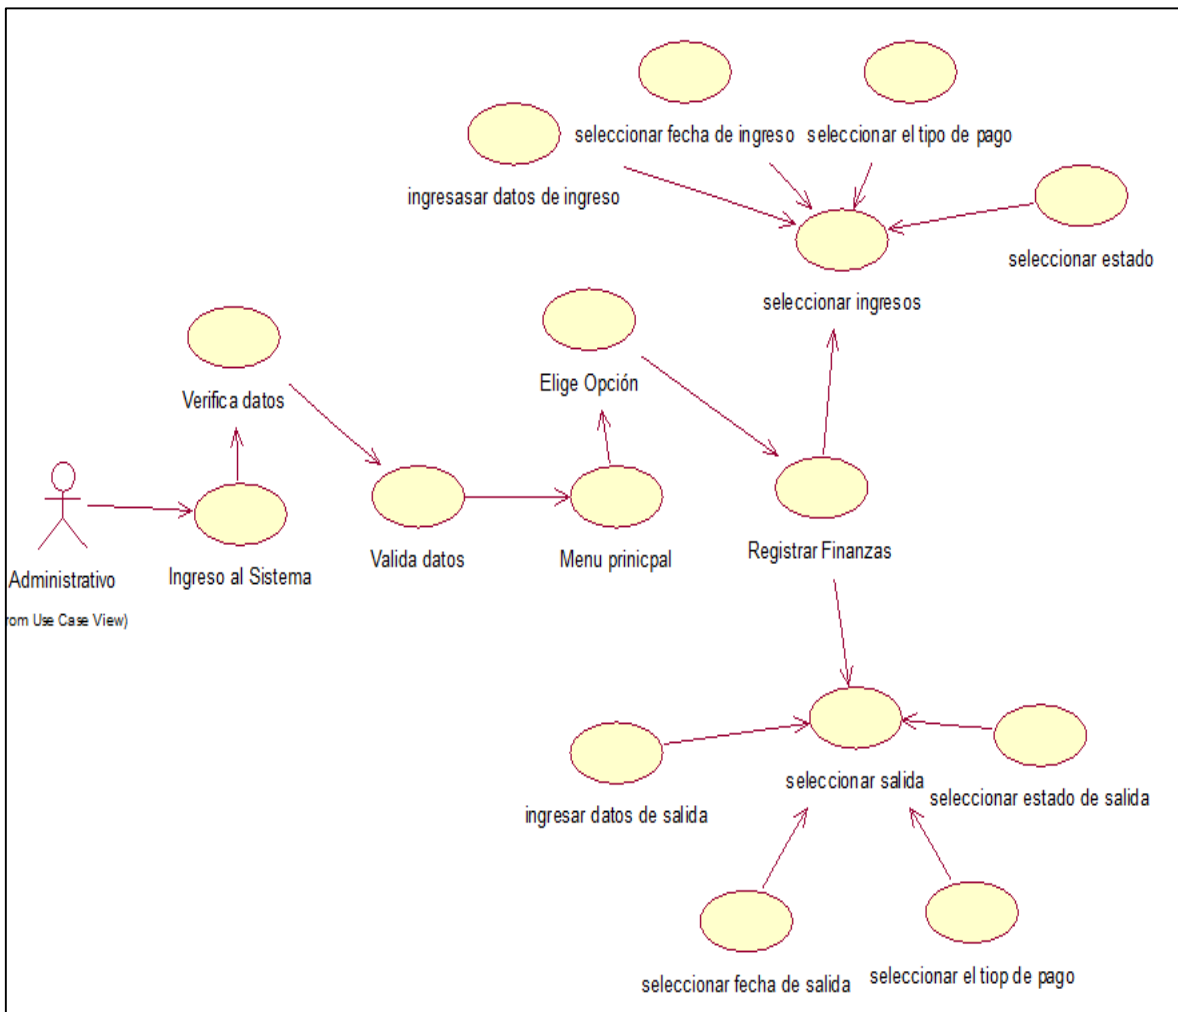 seleccionar fecha de ingreso
seleccionar el tipo de pago
ingresasar datos de ingreso
seleccionar estado
seleccionar ingresos
Elige Opción
Verifica datos
Registrar Finanzas
Valida datos
Menu prinicpal
Ingreso al Sistema
Administrativo
rom Use Case View)
seleccionar salida
seleccionar estado de salida
ingresar datos de salida
seleccionar el tiop de pago
seleccionar fecha de salida